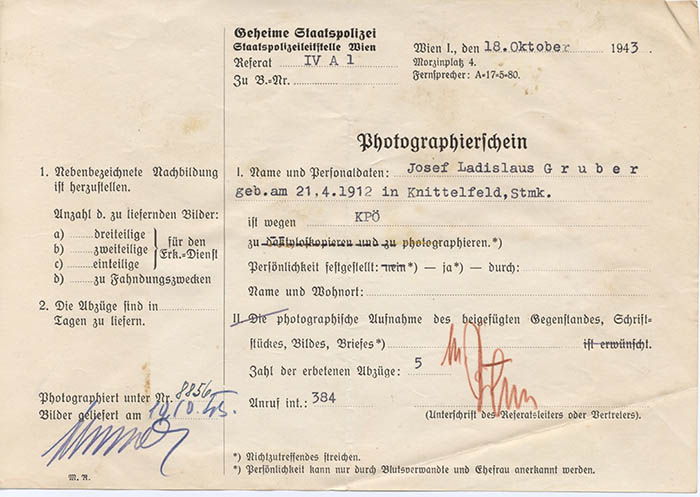 Geheime Staatspolizei
Staatspolizeileitstelle Wien
Referat IV A 1
Zu B.-Nr.
Wien I., den 18.Oktober 1943.
Morzinplatz 4.
Fernsprecher: A-17-5-80.
Photographierschein
1. Nebenbezeichnete Nachbildung
ist herzustellen.
Anzahl d. zu liefernden Bilder:
a) dreiteilige
b) zweiteilige
c) einteilige
für den
Erk.-Dienst
d) zu Fahndungszwecken
2. Die Abzüge sind in
Tagen zu liefern.
Photographiert unter Nr. 8856
Bilder geliefert am 19.10.43.
M. A.
I. Name und Personaldaten: Josef Ladislaus Gruber
geb.am 21.4.1912 in Knittelfeld,Stmk.
ist wegen KPÖ
zu daktyloskopieren und zu photographieren.*)
Persönlichkeit festgestellt: nein*) — ja*) — durch:
Name und Wohnort:
II. Die photographische Aufnahme des beigefügten Gegenstandes, Schrift-
stückes, Bildes, Briefes*) ist erwünscht.
Zahl der erbetenen Abzüge: 5
Anruf int.: 384
(Unterschrift des Referatsleiters oder Vertreters).
*) Nichtzutreffendes streichen.
*) Persönlichkeit kann nur durch Blutsverwandte und Ehefrau anerkannt werden.